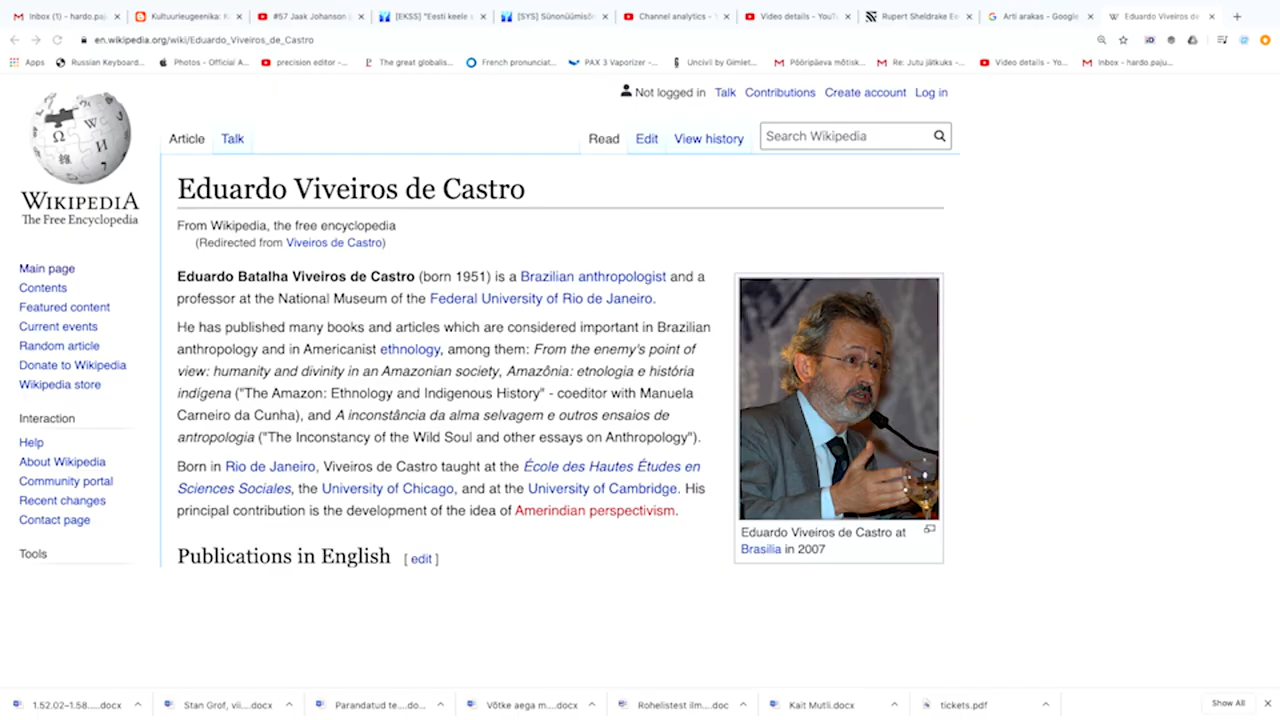 Inbox (1) – hardo.paju
Kultuurieugeenika: K
#57 Jaak Johanson |
[EKSS] "Eesti keele s
[SÜS] Sünonüümisõ
Channel analytics - Y
Video details - YouTu
Rupert Sheldrake Ee
Arti arakas - Google
Eduardo Viveiros de
en.wikipedia.org/wiki/Eduardo_Viveiros_de_Castro
Apps
Russian Keyboard...
Photos - Official A...
precision editor -...
The great globalis...
French pronunciat...
PAX 3 Vaporizer -...
Uncivil by Gimlet...
Pööripäeva mõtisk...
Re: Jutu jätkuks -...
Video details - Yo...
Inbox - hardo.paju...
Not logged in Talk Contributions Create account Log in
Article Talk
Read Edit View history
Search Wikipedia
WIKIPEDIA
The Free Encyclopedia
Main page
Contents
Featured content
Current events
Random article
Donate to Wikipedia
Wikipedia store
Interaction
Help
About Wikipedia
Community portal
Recent changes
Contact page
Tools
Eduardo Viveiros de Castro
From Wikipedia, the free encyclopedia
(Redirected from Viveiros de Castro)
Eduardo Batalha Viveiros de Castro (born 1951) is a Brazilian anthropologist and a
professor at the National Museum of the Federal University of Rio de Janeiro.
He has published many books and articles which are considered important in Brazilian
anthropology and in Americanist ethnology, among them: From the enemy's point of
view: humanity and divinity in an Amazonian society, Amazônia: etnologia e história
indígena ("The Amazon: Ethnology and Indigenous History" - coeditor with Manuela
Carneiro da Cunha), and A inconstância da alma selvagem e outros ensaios de
antropologia ("The Inconstancy of the Wild Soul and other essays on Anthropology").
Born in Rio de Janeiro, Viveiros de Castro taught at the École des Hautes Études en
Sciences Sociales, the University of Chicago, and at the University of Cambridge. His
principal contribution is the development of the idea of Amerindian perspectivism.
Publications in English [ edit ]
Eduardo Viveiros de Castro at
Brasilia in 2007
1.52.02–1.58.....docx
Stan Grof, vii....docx
Parandatud te....do...
Võtke aega m....docx
Rohelistest ilm....doc
Kait Mutli.docx
tickets.pdf
Show All